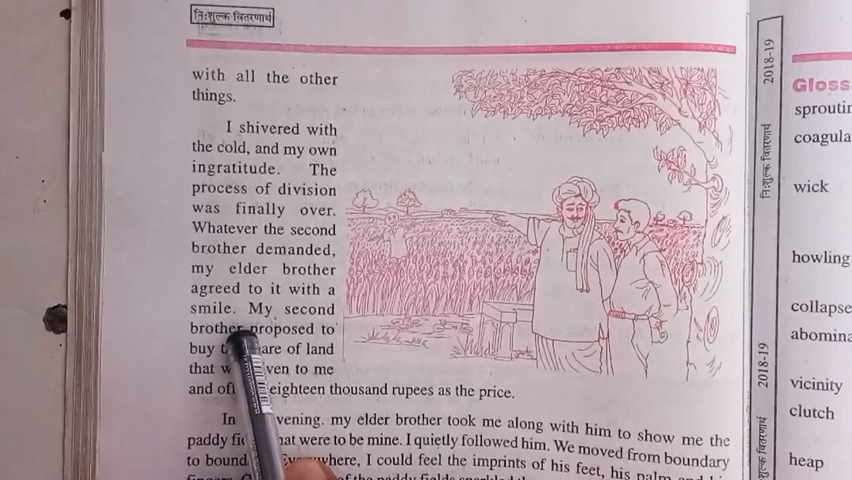 निःशुल्क वितरणार्थ
with all the other
things.
I shivered with
the cold, and my own
ingratitude. The
process of division
was finally over.
Whatever the second
brother demanded,
my elder brother
agreed to it with a
smile. My second
brother proposed to
buy are of land
that ven to me
and eighteen thousand rupees as the price.
In vening. my elder brother took me along with him to show me the
paddy hat were to be mine. I quietly followed him. We moved from boundary
to bound Everywhere, I could feel the imprints of his feet, his palm and
of the paddy fields sparkled
2018-19
निःशुल्क वितरणार्थ
2018-19
Gloss
sproutin
coagula
wick
howling
collapse
abomina
vicinity
clutch
heap